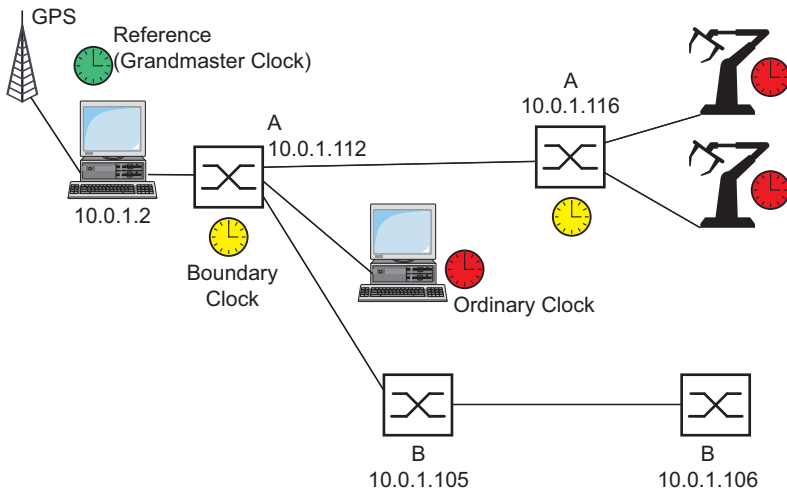 GPS
Reference
(Grandmaster Clock)
A
10.0.1.116
A
10.0.1.112
10.0.1.2
Boundary
Clock
Ordinary Clock
B
10.0.1.105
B
10.0.1.106